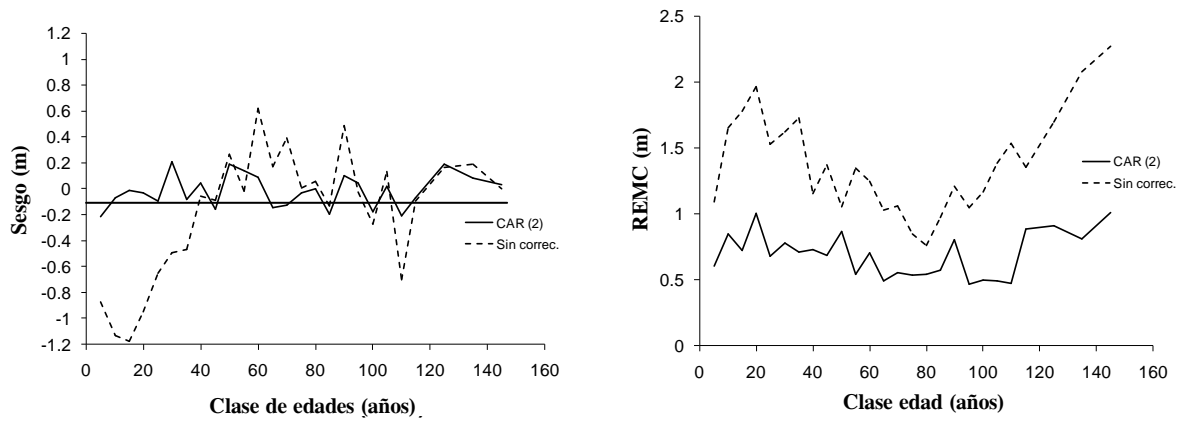 1.2
1
0.8
0.6
0.4
0.2
0
-0.2
-0.4
-0.6
-0.8
-1
-1.2
0 20 40 60 80 100 120 140 160
Sesgo (m)
Clase de edades (años)
CAR (2)
Sin correc.
2.5
2
1.5
1
0.5
0
0 20 40 60 80 100 120 140 160
REMC (m)
Clase edad (años)
CAR (2)
Sin correc.